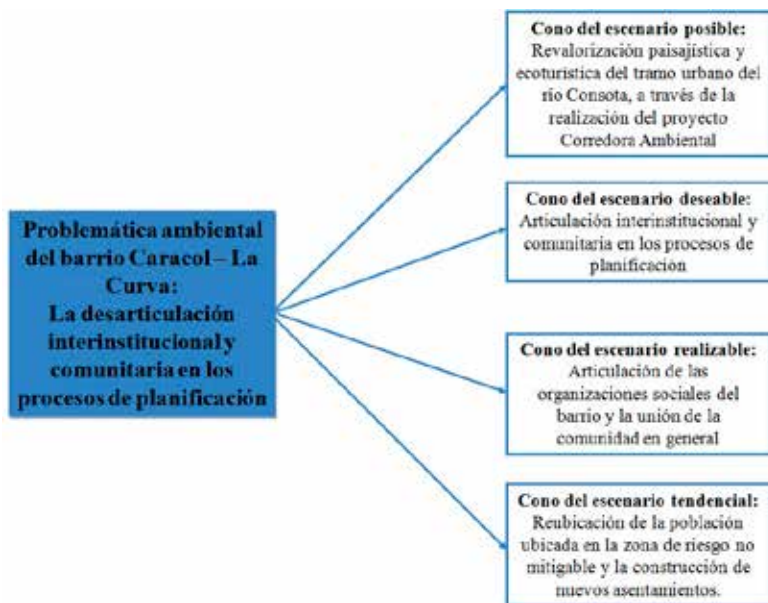 Problemática ambiental
del barrio Caracol – La
Curva:
La desarticulación
interinstitucional y
comunitaria en los
procesos de planificación
Cono del escenario posible:
Revalorización paisajística y
ecoturística del tramo urbano del
río Consota, a través de la
realización del proyecto
Corredora Ambiental
Cono del escenario deseable:
Articulación interinstitucional y
comunitaria en los procesos de
planificación
Cono del escenario realizable:
Articulación de las
organizaciones sociales del
barrio y la unión de la
comunidad en general
Cono del escenario tendencial:
Reubicación de la población
ubicada en la zona de riesgo no
mitigable y la construcción de
nuevos asentamientos.